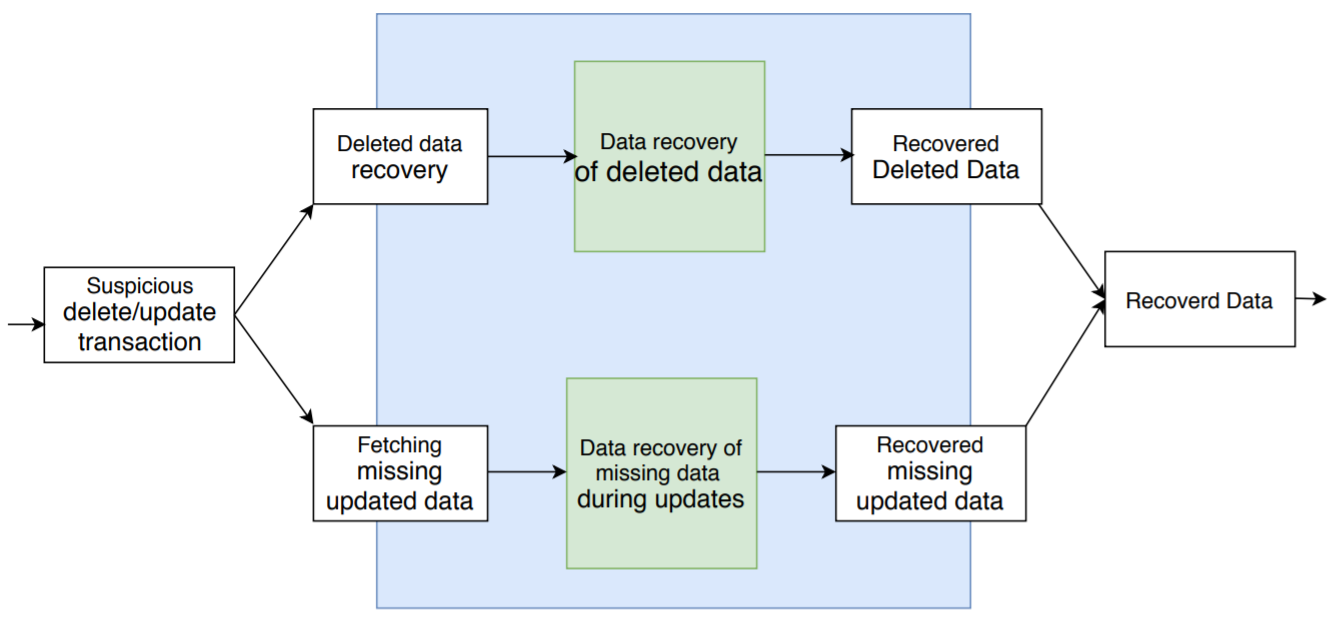 Suspicious
delete/update
transaction
Deleted data
recovery
Data recovery
of deleted data
Recovered
Deleted Data
Fetching
missing
updated data
Data recovery of
missing data
during updates
Recovered
missing
updated data
Recoverd Data